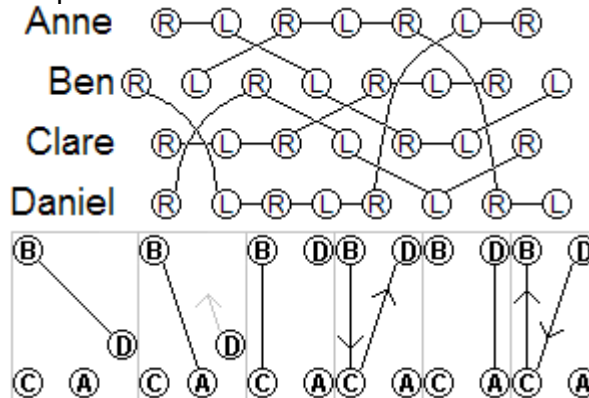 Anne R L R L R L R
Ben R L R L R L R L
Clare R L R L R L R
Daniel R L R L R L R L
B B B D B D B D B D
D D
C A C A C A C A C A C A